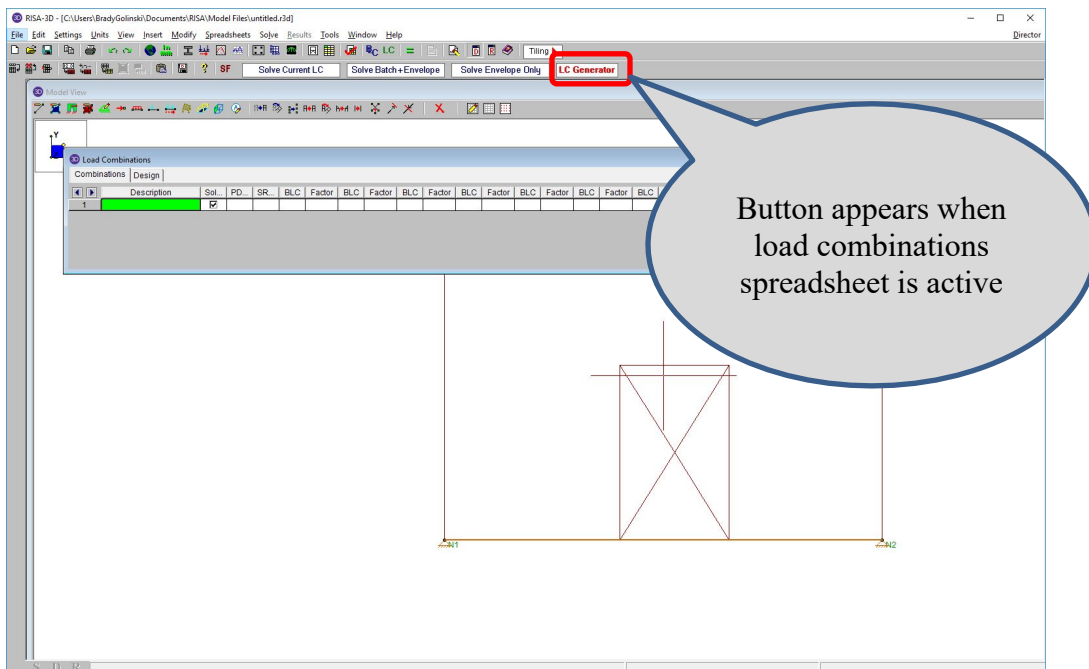 RISA-3D - [C:\Users\BradyGolinski\Documents\RISA\Model Files\untitled.r3d]
File Edit Settings Units View Insert Modify Spreadsheets Solve Results Tools Window Help Director
LC = D R Tiling
? SF Solve Current LC Solve Batch+Envelope Solve Envelope Only LC Generator
Model View
Y
Load Combinations
Combinations Design
Description Sol... PD... SR... BLC Factor BLC Factor BLC Factor BLC Factor BLC Factor BLC Factor BLC
1
Button appears when
load combinations
spreadsheet is active
N1 N2
S D R